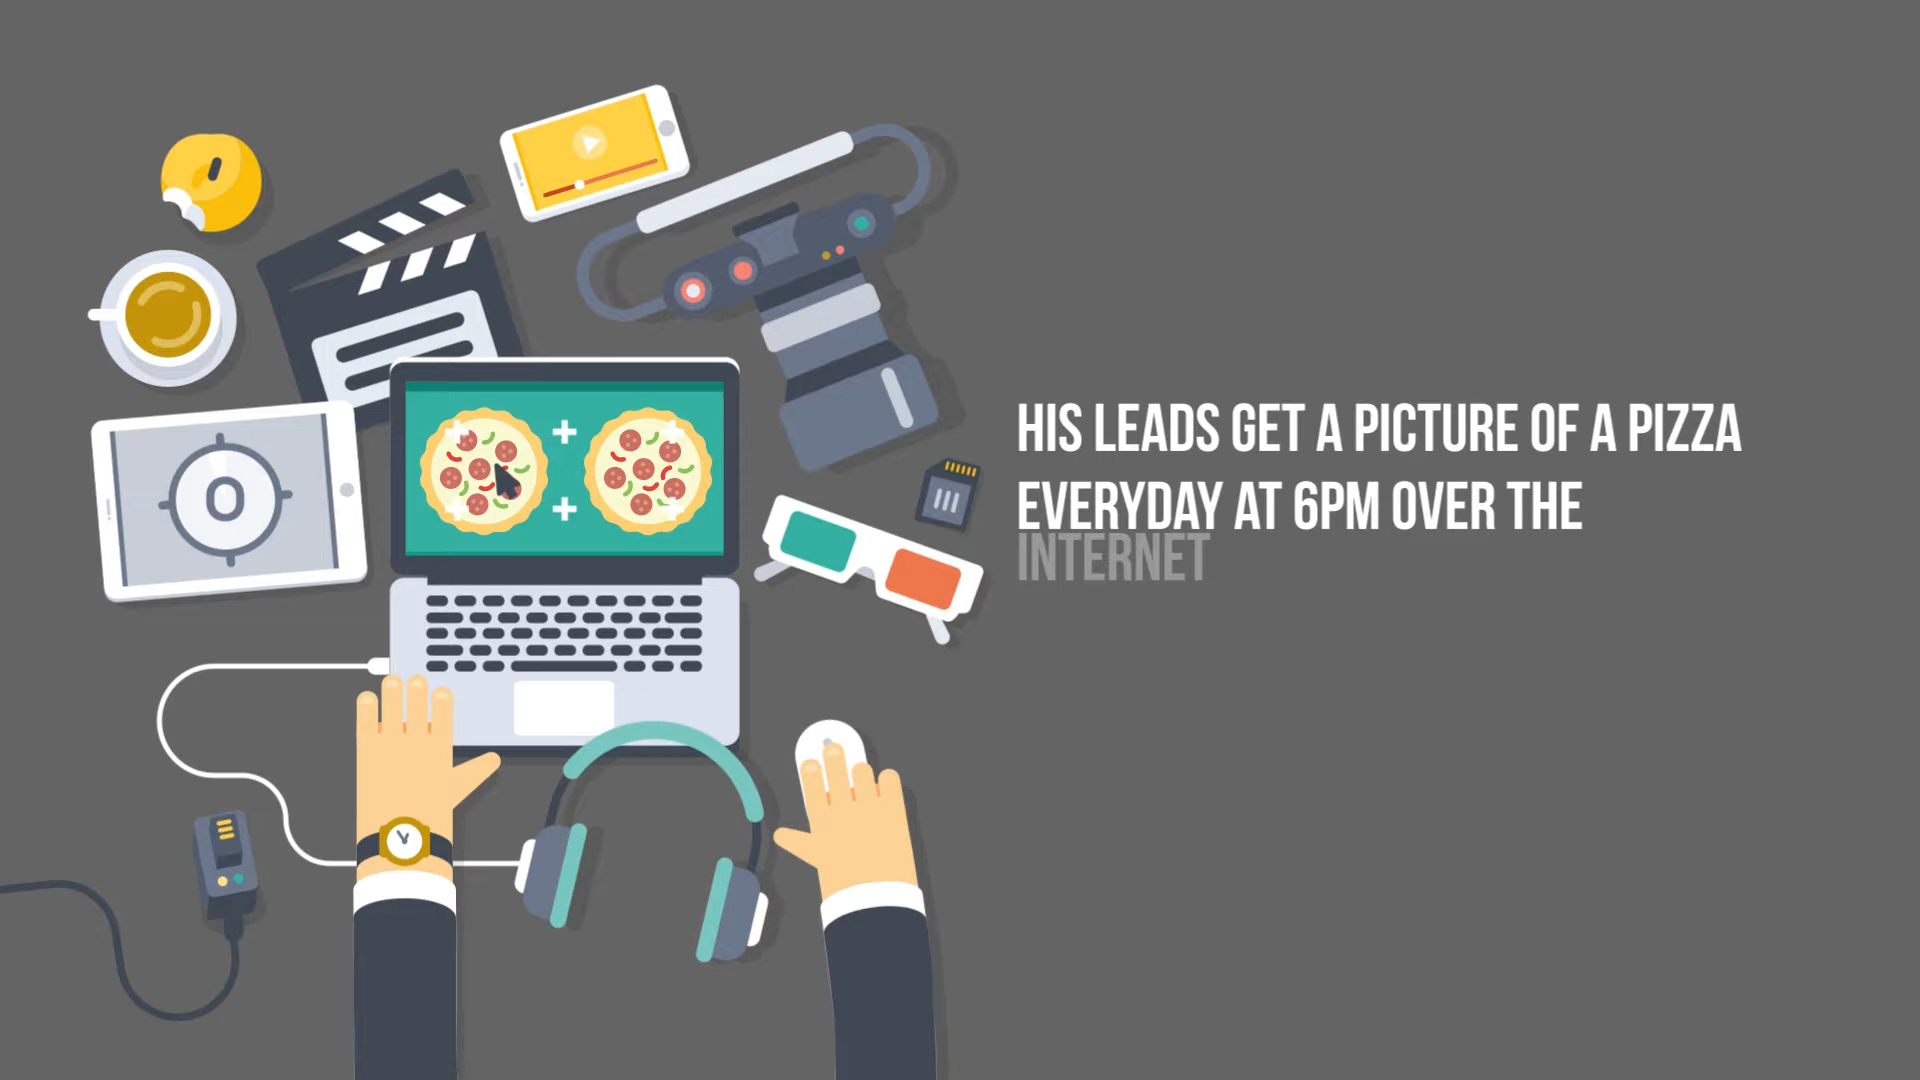 HIS LEADS GET A PICTURE OF A PIZZA
EVERYDAY AT 6PM OVER THE
INTERNET